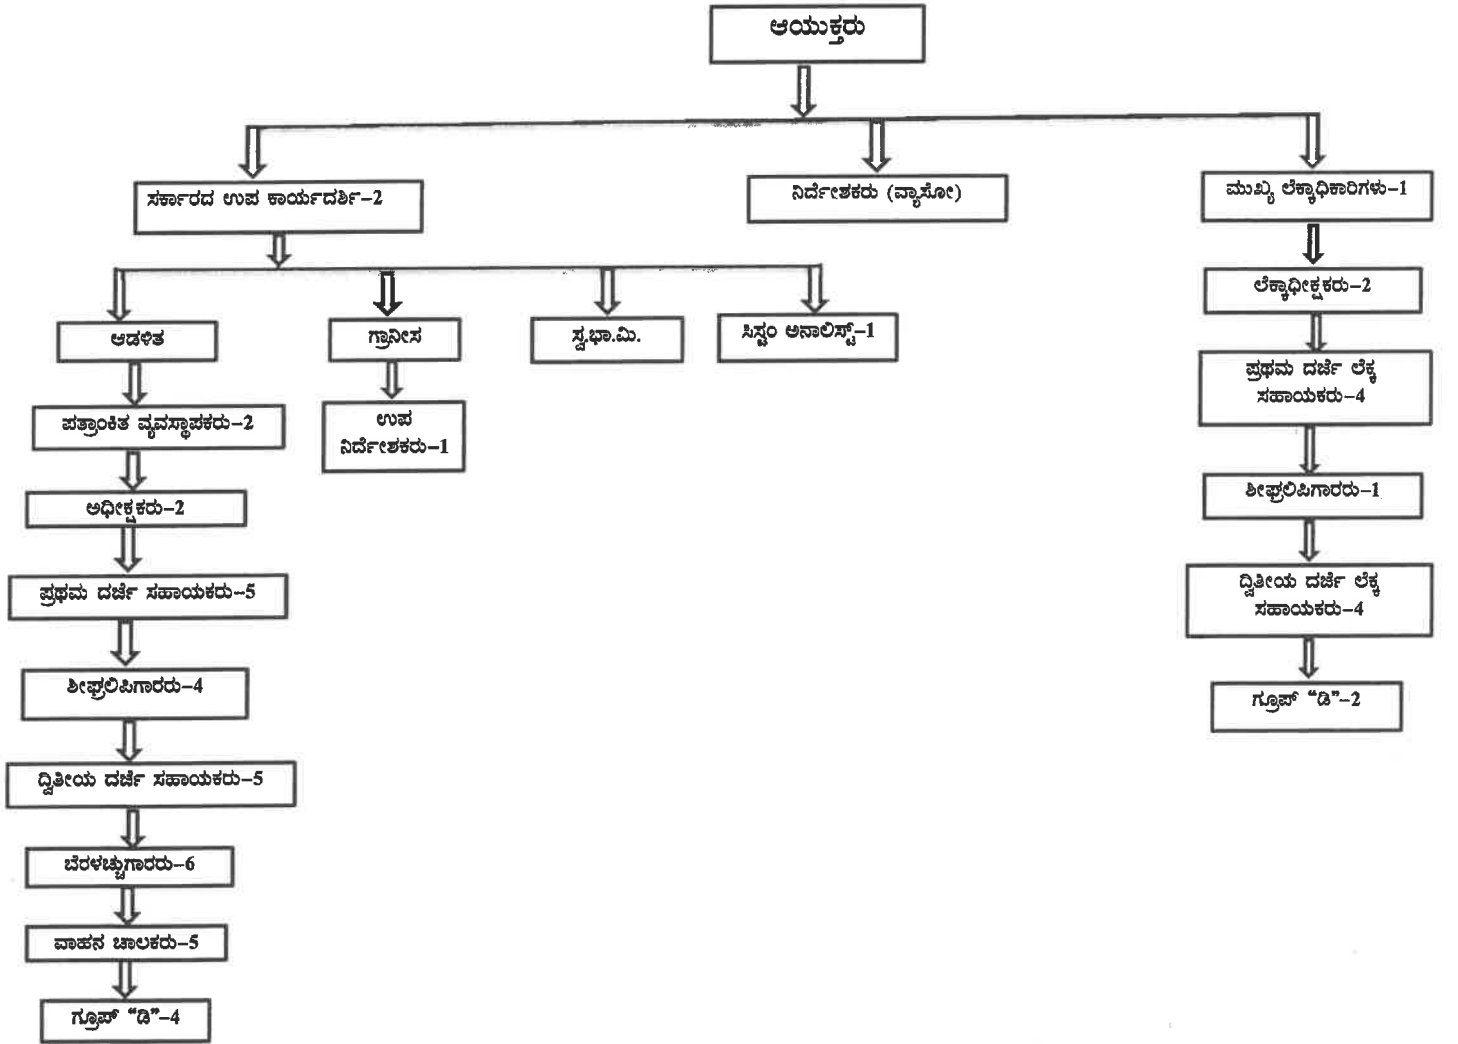 ಆಯುಕ್ತರು
ಸರ್ಕಾರದ ಉಪ ಕಾರ್ಯದರ್ಶಿ–2
ನಿರ್ದೇಶಕರು (ವ್ಯಾಸೋ)
ಮುಖ್ಯ ಲೆಕ್ಕಾಧಿಕಾರಿಗಳು–1
ಆಡಳಿತ
ಗ್ರಾನೀಸ
ಸ್ವ.ಭಾ.ಮಿ.
ಸಿಸ್ಟಂ ಅನಾಲಿಸ್ಟ್–1
ಪತ್ರಾಂಕಿತ ವ್ಯವಸ್ಥಾಪಕರು–2
ಅಧೀಕ್ಷಕರು–2
ಪ್ರಥಮ ದರ್ಜೆ ಸಹಾಯಕರು–5
ಶೀಘ್ರಲಿಪಿಗಾರರು–4
ದ್ವಿತೀಯ ದರ್ಜೆ ಸಹಾಯಕರು–5
ಬೆರಳಚ್ಚುಗಾರರು–6
ವಾಹನ ಚಾಲಕರು–5
ಗ್ರೂಪ್ “ಡಿ”–4
ಉಪ
ನಿರ್ದೇಶಕರು–1
ಲೆಕ್ಕಾಧೀಕ್ಷಕರು–2
ಪ್ರಥಮ ದರ್ಜೆ ಲೆಕ್ಕ
ಸಹಾಯಕರು–4
ಶೀಘ್ರಲಿಪಿಗಾರರು–1
ದ್ವಿತೀಯ ದರ್ಜೆ ಲೆಕ್ಕ
ಸಹಾಯಕರು–4
ಗ್ರೂಪ್ “ಡಿ”–2